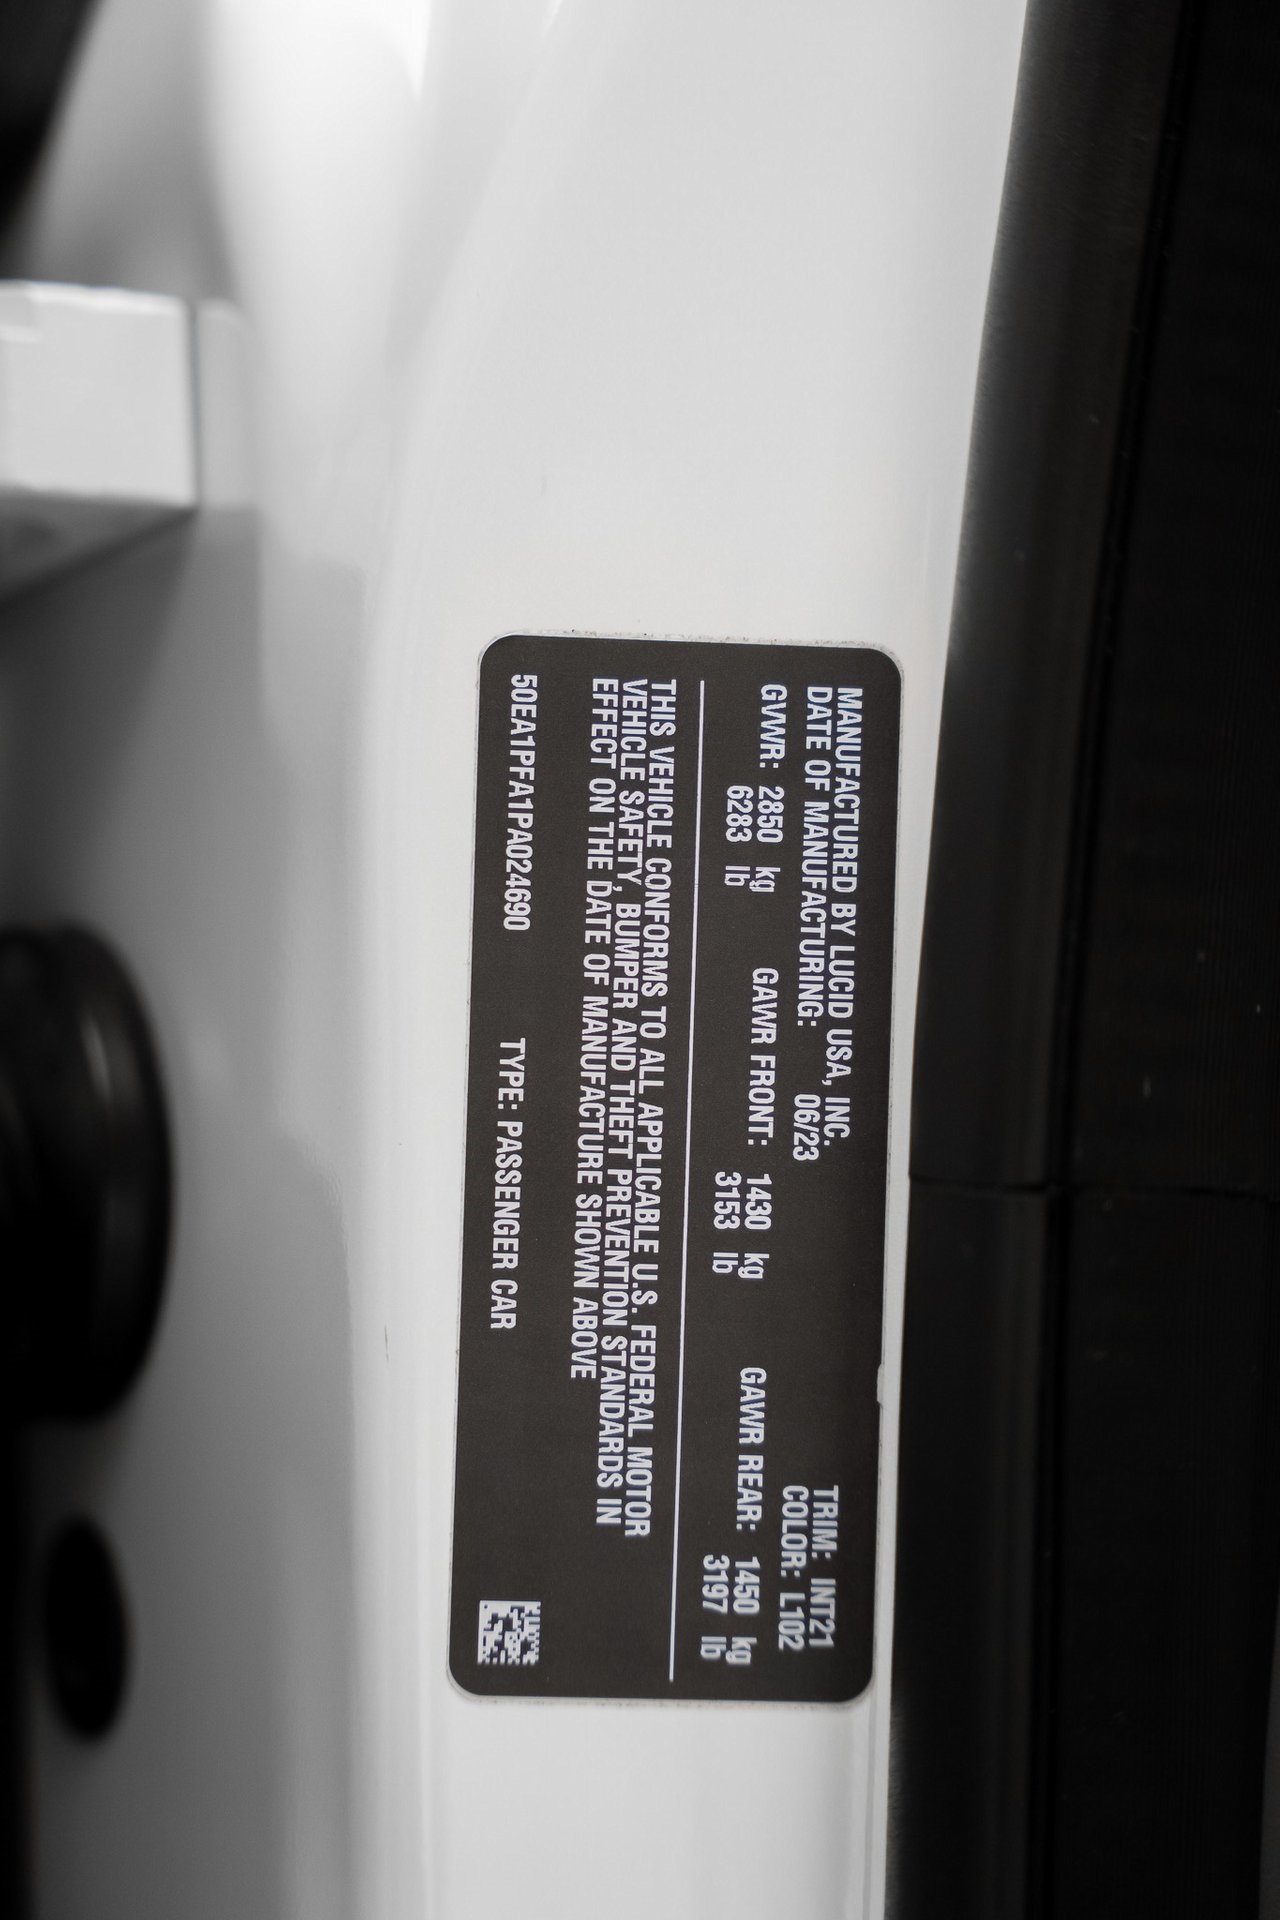 MANUFACTURED BY LUCID USA, INC.
DATE OF MANUFACTURING: 06/23
TRIM: INT21
COLOR: L102
GVWR: 2850 kg
6283 lb
GAWR FRONT: 1430 kg
3153 lb
GAWR REAR: 1450 kg
3197 lb
THIS VEHICLE CONFORMS TO ALL APPLICABLE U.S. FEDERAL MOTOR
VEHICLE SAFETY, BUMPER AND THEFT PREVENTION STANDARDS IN
EFFECT ON THE DATE OF MANUFACTURE SHOWN ABOVE
50EA1PFA1PA024690 TYPE: PASSENGER CAR